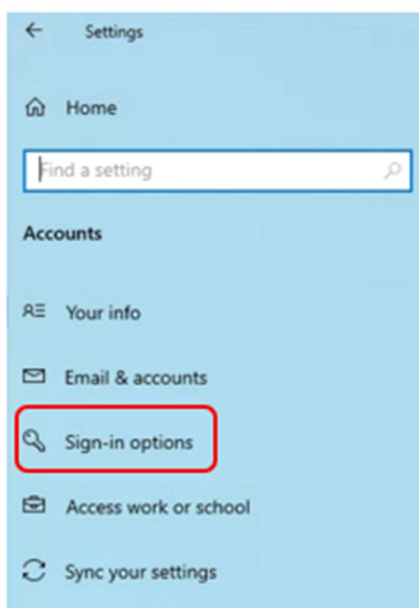 Settings
Home
Find a setting
Accounts
Your info
Email & accounts
Sign-in options
Access work or school
Sync your settings